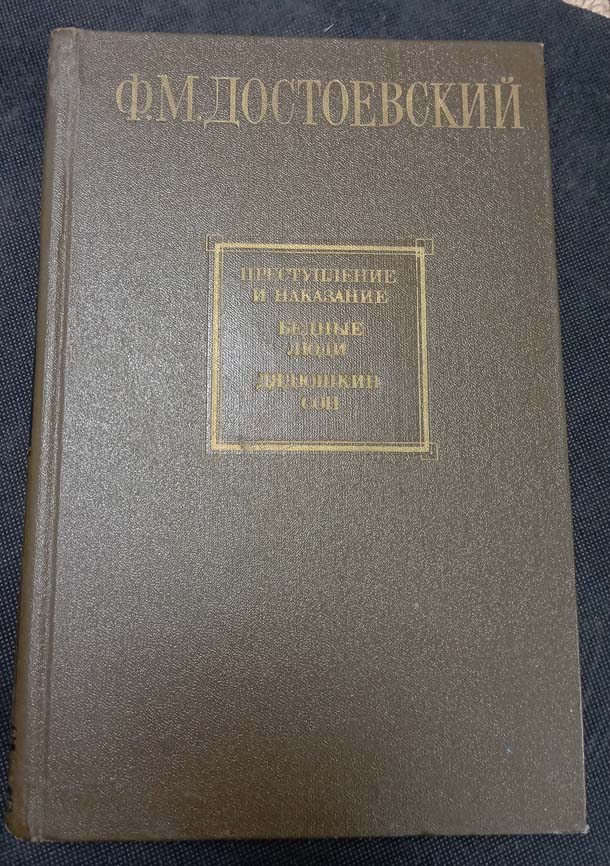 Ф.М.ДОСТОЕВСКИЙ
ПРЕСТУПЛЕНИЕ
И НАКАЗАНИЕ
БЕДНЫЕ
ЛЮДИ
ДЯДЮШКИН
СОН